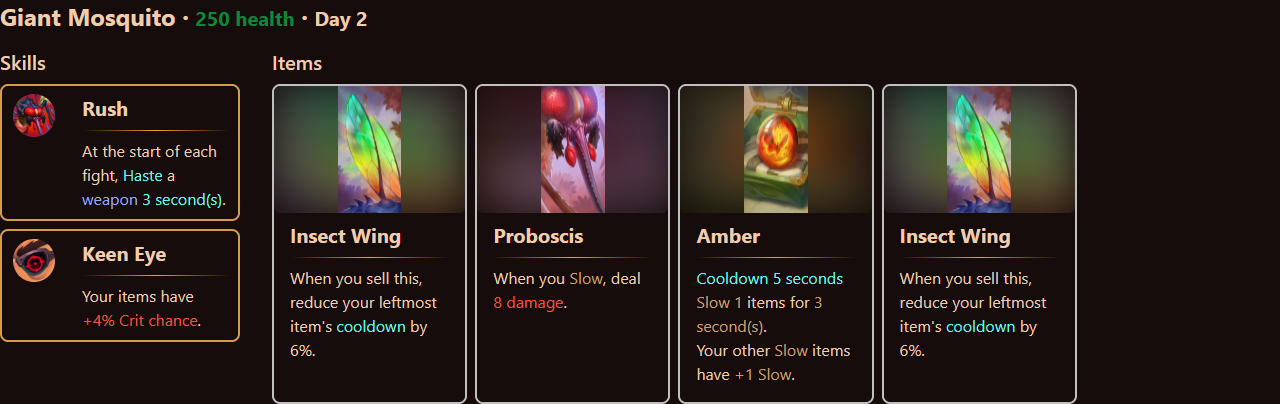 Giant Mosquito · 250 health · Day 2
Skills
Rush
At the start of each
fight, Haste a
weapon 3 second(s).
Keen Eye
Your items have
+4% Crit chance.
Items
Insect Wing
When you sell this,
reduce your leftmost
item's cooldown by
6%.
Proboscis
When you Slow, deal
8 damage.
Amber
Cooldown 5 seconds
Slow 1 items for 3
second(s).
Your other Slow items
have +1 Slow.
Insect Wing
When you sell this,
reduce your leftmost
item's cooldown by
6%.